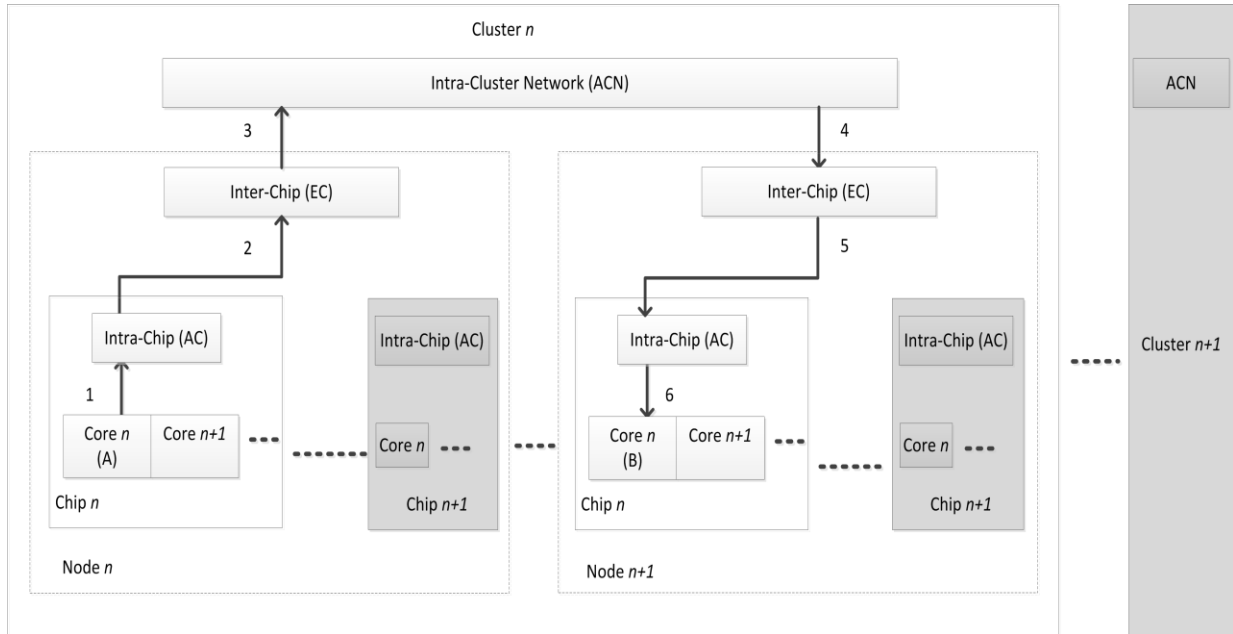 Cluster n
Intra-Cluster Network (ACN)
ACN
3
4
Inter-Chip (EC)
Inter-Chip (EC)
2
5
Intra-Chip (AC)
Intra-Chip (AC)
Intra-Chip (AC)
Intra-Chip (AC)
Cluster n+1
1
6
Core n
(A)
Core n+1
Core n
Core n
(B)
Core n+1
Core n
Chip n
Chip n+1
Chip n
Chip n+1
Node n
Node n+1